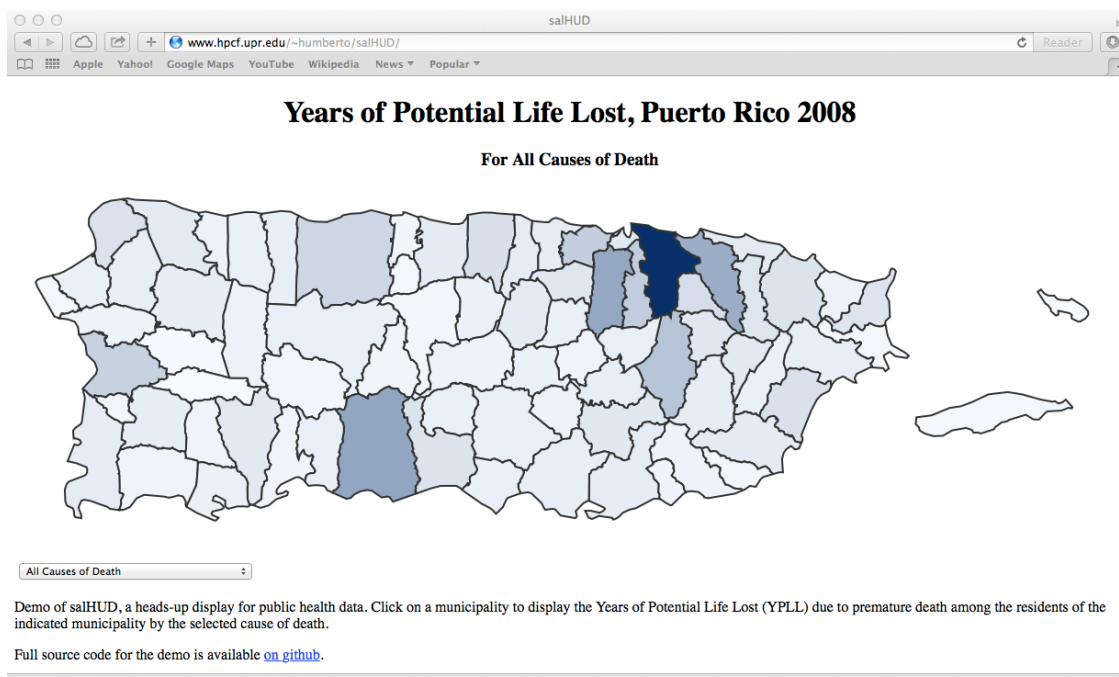 salHUD
www.hpcf.upr.edu/~humberto/salHUD/
Reader
Apple Yahoo! Google Maps YouTube Wikipedia News Popular
Years of Potential Life Lost, Puerto Rico 2008
For All Causes of Death
All Causes of Death
Demo of salHUD, a heads-up display for public health data. Click on a municipality to display the Years of Potential Life Lost (YPLL) due to premature death among the residents of the
indicated municipality by the selected cause of death.
Full source code for the demo is available on github.